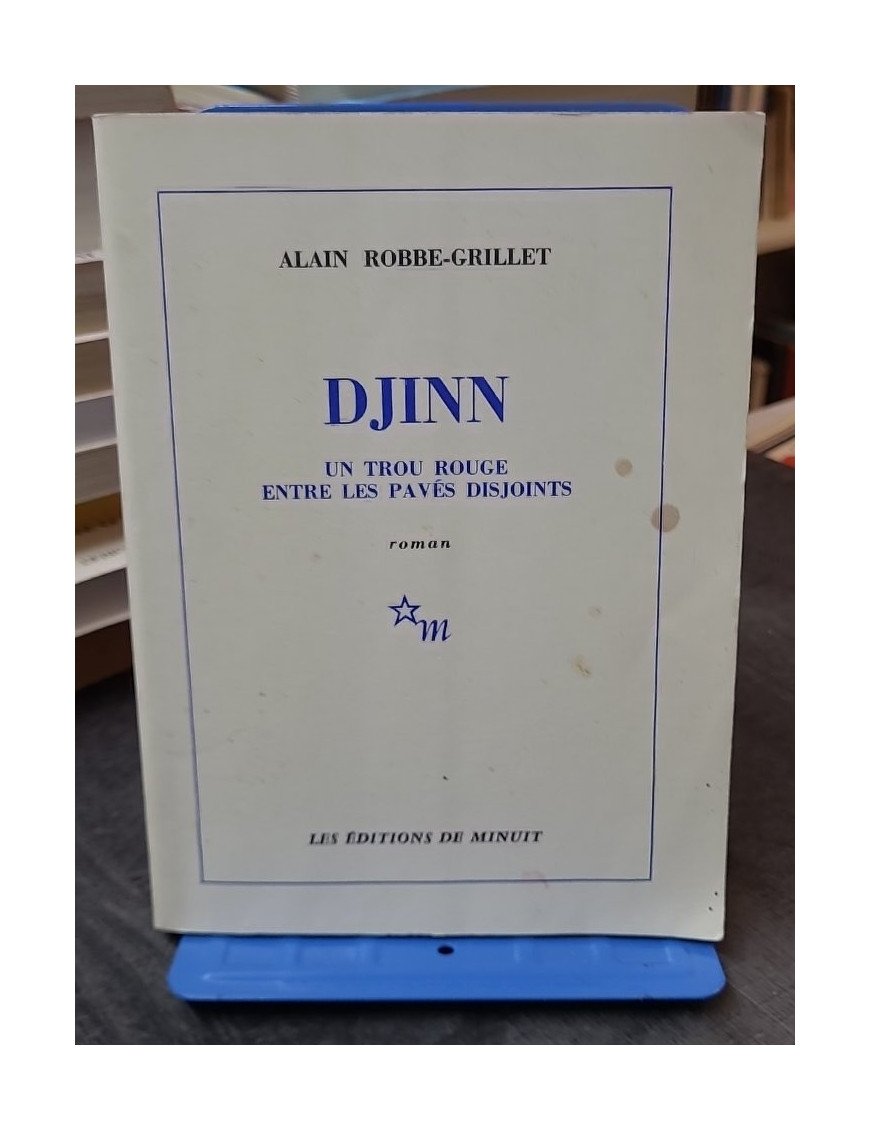 ALAIN ROBBE-GRILLET
DJINN
UN TROU ROUGE
ENTRE LES PAVÉS DISJOINTS
roman
m
LES ÉDITIONS DE MINUIT